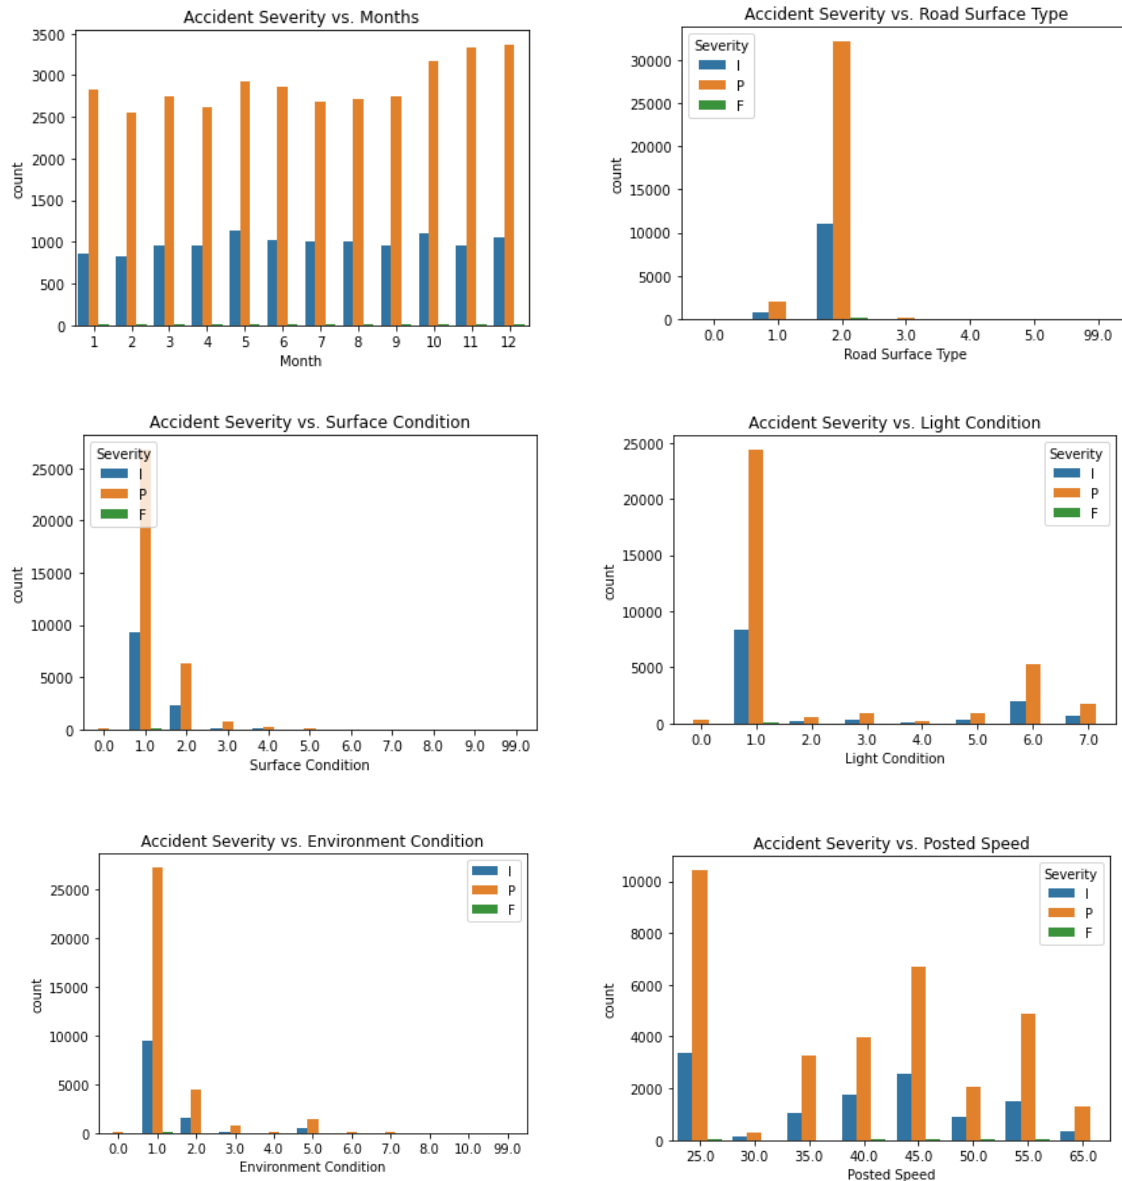 Accident Severity vs. Months
3500
3000
2500
2000
1500
1000
500
0
count
1 2 3 4 5 6 7 8 9 10 11 12
Month
Accident Severity vs. Road Surface Type
Severity
I
P
F
30000
25000
20000
15000
10000
5000
0
count
0.0 1.0 2.0 3.0 4.0 5.0 99.0
Road Surface Type
Accident Severity vs. Surface Condition
Severity
I
P
F
25000
20000
15000
10000
5000
0
count
0.0 1.0 2.0 3.0 4.0 5.0 6.0 7.0 8.0 9.0 99.0
Surface Condition
Accident Severity vs. Light Condition
Severity
I
P
F
25000
20000
15000
10000
5000
0
count
0.0 1.0 2.0 3.0 4.0 5.0 6.0 7.0
Light Condition
Accident Severity vs. Environment Condition
I
P
F
25000
20000
15000
10000
5000
0
count
0.0 1.0 2.0 3.0 4.0 5.0 6.0 7.0 8.0 10.0 99.0
Environment Condition
Accident Severity vs. Posted Speed
Severity
I
P
F
10000
8000
6000
4000
2000
0
count
25.0 30.0 35.0 40.0 45.0 50.0 55.0 65.0
Posted Speed